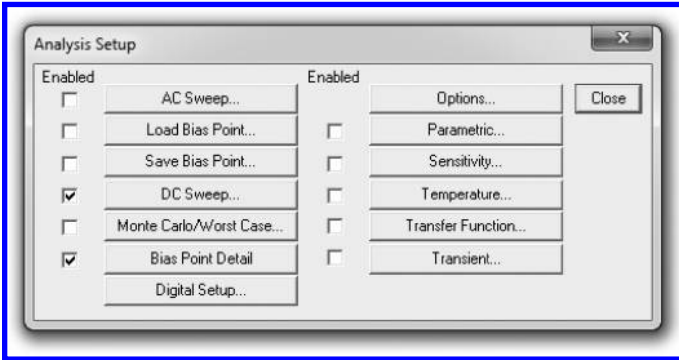 Analysis Setup
Enabled
Enabled
AC Sweep...
Options...
Close
Load Bias Point...
Parametric...
Save Bias Point...
Sensitivity...
DC Sweep...
Temperature...
Monte Carlo/Worst Case...
Transfer Function...
Bias Point Detail
Transient...
Digital Setup...